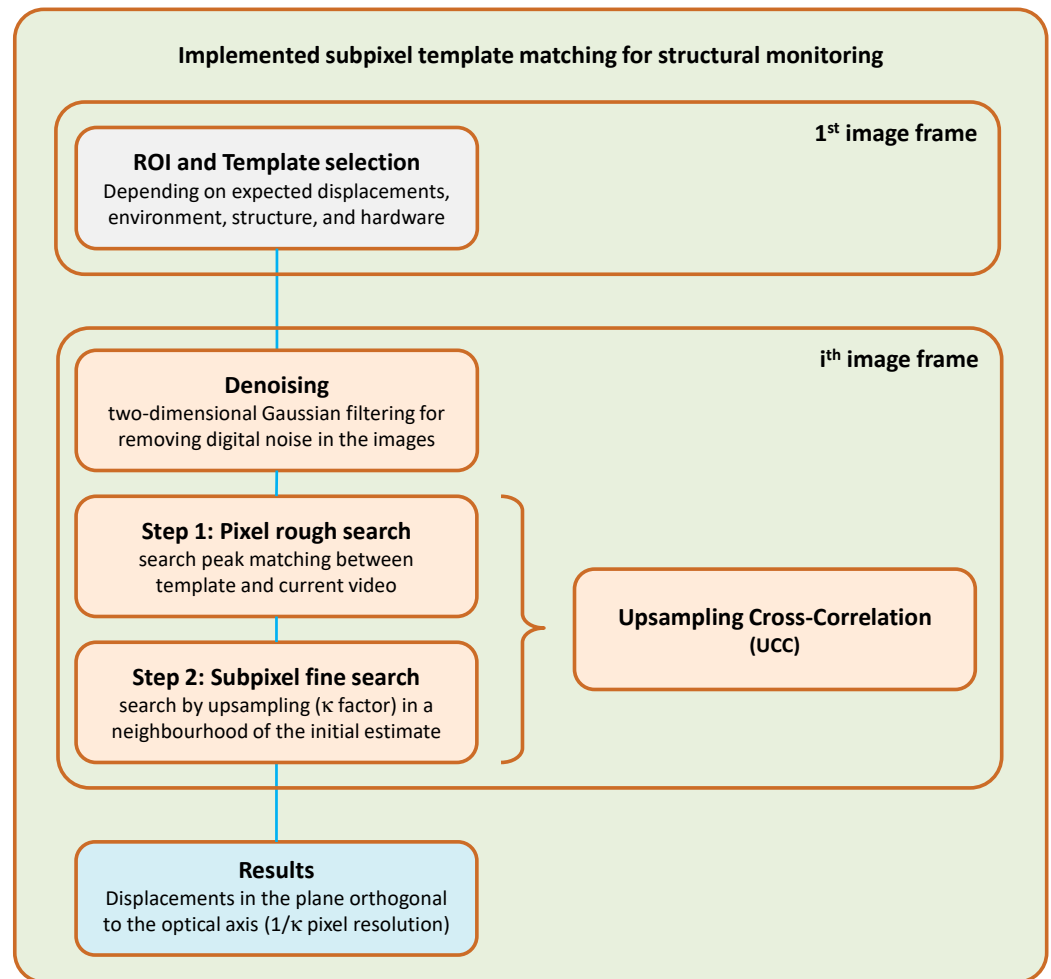 Implemented subpixel template matching for structural monitoring
1st image frame
ROI and Template selection
Depending on expected displacements,
environment, structure, and hardware
ith image frame
Denoising
two-dimensional Gaussian filtering for
removing digital noise in the images
Step 1: Pixel rough search
search peak matching between
template and current video
Step 2: Subpixel fine search
search by upsampling (κ factor) in a
neighbourhood of the initial estimate
Upsampling Cross-Correlation
(UCC)
Results
Displacements in the plane orthogonal
to the optical axis (1/κ pixel resolution)